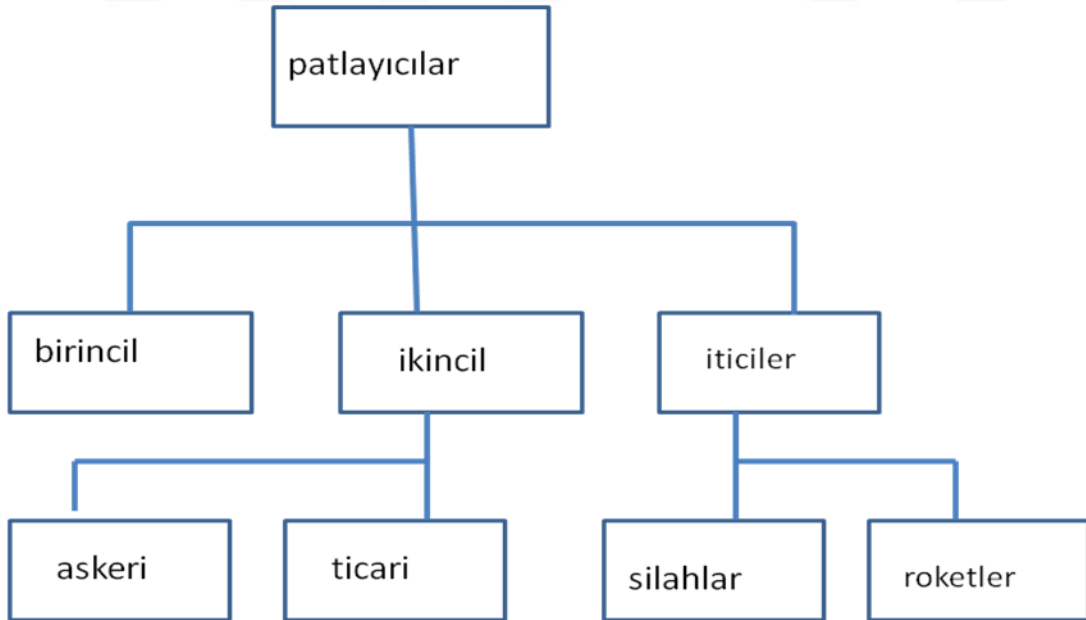 patlayıcılar
birincil
ikincil
iticiler
askeri
ticari
silahlar
roketler